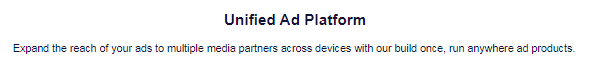 Unified Ad Platform
Expand the reach of your ads to multiple media partners across devices with our build once, run anywhere ad products.